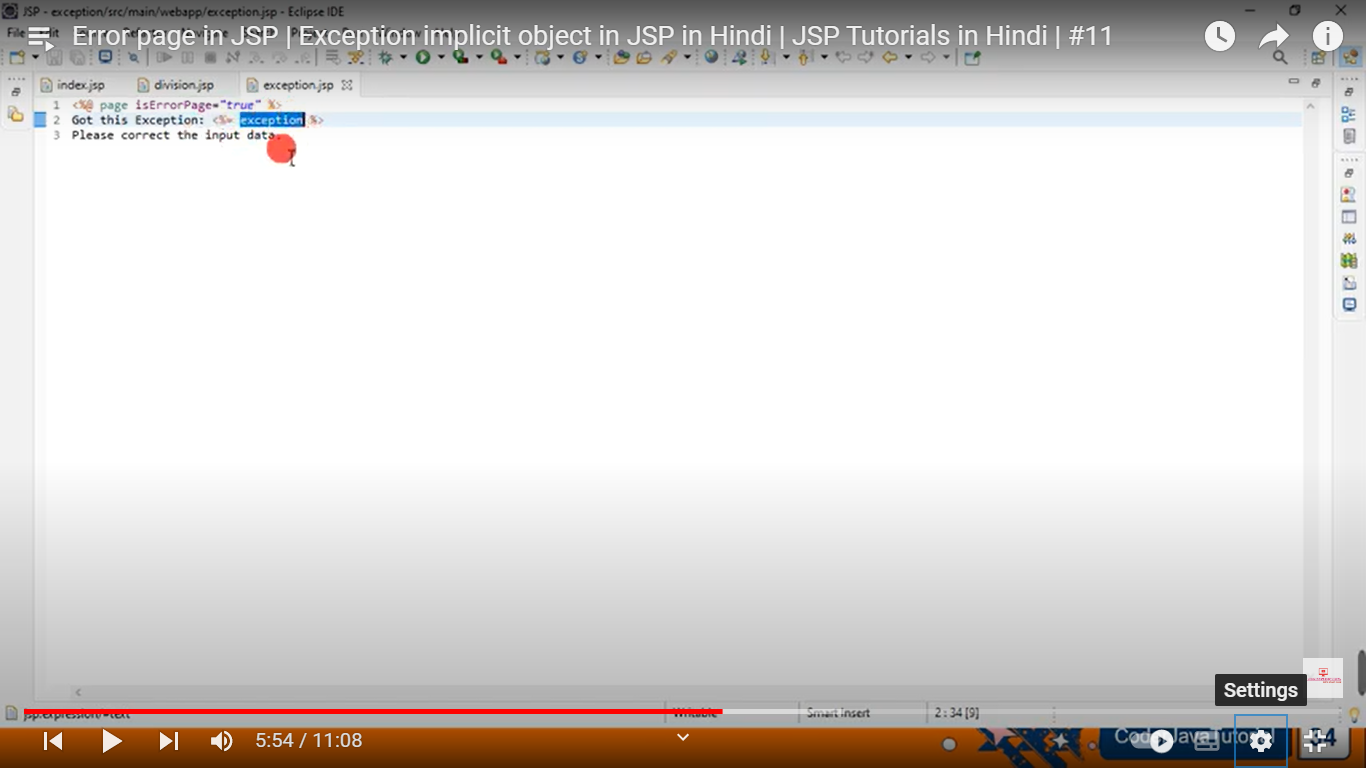 JSP - exception/src/main/webapp/exception.jsp - Eclipse IDE
File Edit
Error page in JSP | Exception implicit object in JSP in Hindi | JSP Tutorials in Hindi | #11
index.jsp
division.jsp
exception.jsp
1 <%@ page isErrorPage="true" %>
2 Got this Exception: <%= exception %>
3 Please correct the input data.
Settings
jsp.expression/#text
Writable
Smart Insert
2 : 34 [9]
5:54 / 11:08